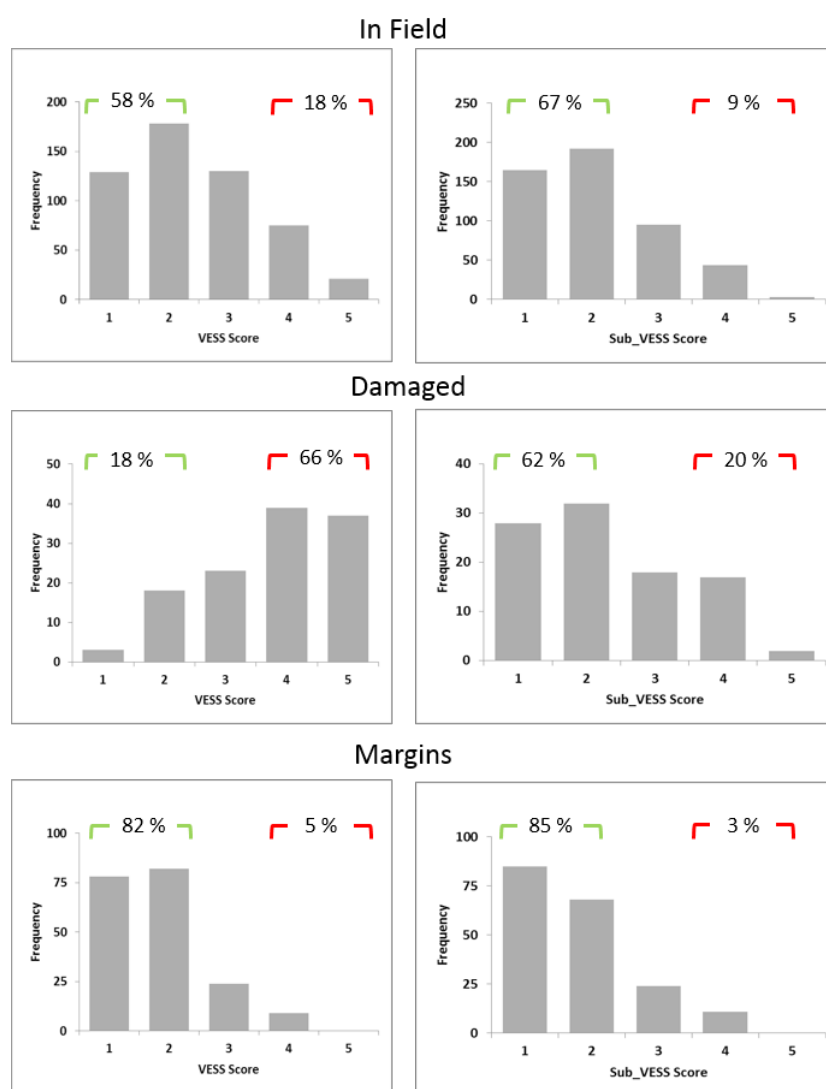 In Field
58 %
18 %
200
150
100
50
0
Frequency
1 2 3 4 5
VESS Score
67 %
9 %
250
200
150
100
50
0
Frequency
1 2 3 4 5
Sub_VESS Score
Damaged
18 %
66 %
50
40
30
20
10
0
Frequency
1 2 3 4 5
VESS Score
62 %
20 %
40
30
20
10
0
Frequency
1 2 3 4 5
Sub_VESS Score
Margins
82 %
5 %
100
75
50
25
0
Frequency
1 2 3 4 5
VESS Score
85 %
3 %
100
75
50
25
0
Frequency
1 2 3 4 5
Sub_VESS Score